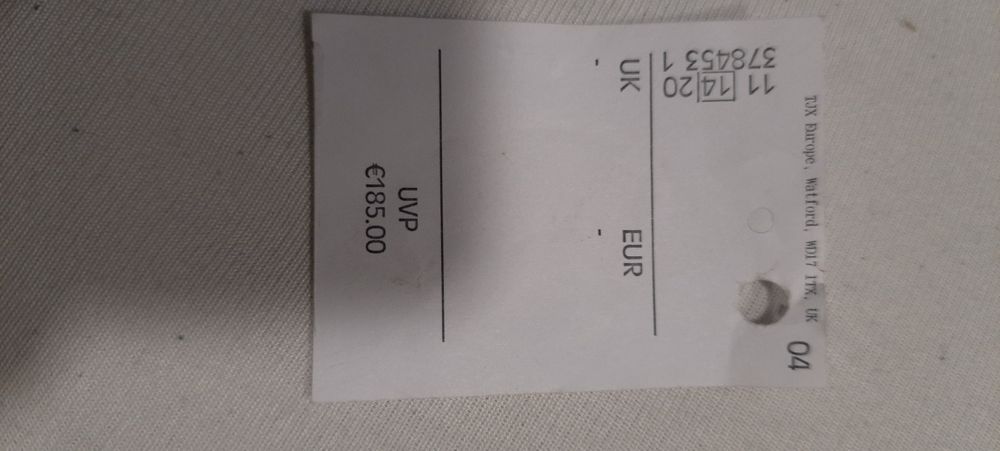 TJX Europe, Watford, WD17 1TX, UK
04
11 14 20
378453 1
UK EUR
- -
UVP
€185.00